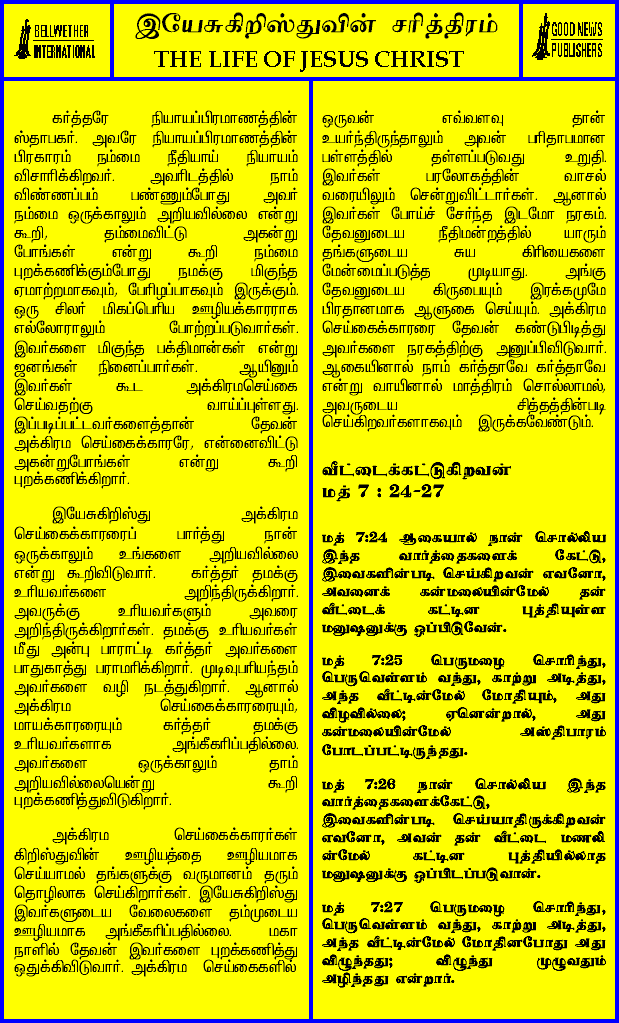 BELLWETHER
INTERNATIONAL
இயேசுகிறிஸ்துவின் சரித்திரம்
THE LIFE OF JESUS CHRIST
GOOD NEWS
PUBLISHERS
கர்த்தரே நியாயப்பிரமாணத்தின்
ஸ்தாபகர். அவரே நியாயப்பிரமாணத்தின்
பிரகாரம் நம்மை நீதியாய் நியாயம்
விசாரிக்கிறவர். அவரிடத்தில் நாம்
விண்ணப்பம் பண்ணும்போது அவர்
நம்மை ஒருக்காலும் அறியவில்லை என்று
கூறி, தம்மைவிட்டு அகன்று
போங்கள் என்று கூறி நம்மை
புறக்கணிக்கும்போது நமக்கு மிகுந்த
ஏமாற்றமாகவும், பேரிழப்பாகவும் இருக்கும்.
ஒரு சிலர் மிகப்பெரிய ஊழியக்காரராக
எல்லோராலும் போற்றப்படுவார்கள்.
இவர்களை மிகுந்த பக்திமான்கள் என்று
ஜனங்கள் நினைப்பார்கள். ஆயினும்
இவர்கள் கூட அக்கிரமசெய்கை
செய்வதற்கு வாய்ப்புள்ளது.
இப்படிப்பட்டவர்களைத்தான் தேவன்
அக்கிரம செய்கைக்காரரே, என்னைவிட்டு
அகன்றுபோங்கள் என்று கூறி
புறக்கணிக்கிறார்.
இயேசுகிறிஸ்து அக்கிரம
செய்கைக்காரரைப் பார்த்து நான்
ஒருக்காலும் உங்களை அறியவில்லை
என்று கூறிவிடுவார். கர்த்தர் தமக்கு
உரியவர்களை அறிந்திருக்கிறார்.
அவருக்கு உரியவர்களும் அவரை
அறிந்திருக்கிறார்கள். தமக்கு உரியவர்கள்
மீது அன்பு பாராட்டி கர்த்தர் அவர்களை
பாதுகாத்து பராமரிக்கிறார். முடிவுபரியந்தம்
அவர்களை வழி நடத்துகிறார். ஆனால்
அக்கிரம செய்கைக்காரரையும்,
மாயக்காரரையும் கர்த்தர் தமக்கு
உரியவர்களாக அங்கீகரிப்பதில்லை.
அவர்களை ஒருக்காலும் தாம்
அறியவில்லையென்று கூறி
புறக்கணித்துவிடுகிறார்.
அக்கிரம செய்கைக்காரர்கள்
கிறிஸ்துவின் ஊழியத்தை ஊழியமாக
செய்யாமல் தங்களுக்கு வருமானம் தரும்
தொழிலாக செய்கிறார்கள். இயேசுகிறிஸ்து
இவர்களுடைய வேலைகளை தம்முடைய
ஊழியமாக அங்கீகரிப்பதில்லை. மகா
நாளில் தேவன் இவர்களை புறக்கணித்து
ஒதுக்கிவிடுவார். அக்கிரம செய்கைகளில்
ஒருவன் எவ்வளவு தான்
உயர்ந்திருந்தாலும் அவன் பரிதாபமான
பள்ளத்தில் தள்ளப்படுவது உறுதி.
இவர்கள் பரலோகத்தின் வாசல்
வரையிலும் சென்றுவிட்டார்கள். ஆனால்
இவர்கள் போய்ச் சேர்ந்த இடமோ நரகம்.
தேவனுடைய நீதிமன்றத்தில் யாரும்
தங்களுடைய சுய கிரியைகளை
மேன்மைப்படுத்த முடியாது. அங்கு
தேவனுடைய கிருபையும் இரக்கமுமே
பிரதானமாக ஆளுகை செய்யும். அக்கிரம
செய்கைக்காரரை தேவன் கண்டுபிடித்து
அவர்களை நரகத்திற்கு அனுப்பிவிடுவார்.
ஆகையினால் நாம் கர்த்தாவே கர்த்தாவே
என்று வாயினால் மாத்திரம் சொல்லாமல்,
அவருடைய சித்தத்தின்படி
செய்கிறவர்களாகவும் இருக்கவேண்டும்.
வீட்டைக்கட்டுகிறவன்
மத் 7 : 24-27
மத் 7:24 ஆகையால் நான் சொல்லிய
இந்த வார்த்தைகளைக் கேட்டு,
இவைகளின்படி செய்கிறவன் எவனோ,
அவனைக் கன்மலையின்மேல் தன்
வீட்டைக் கட்டின புத்தியுள்ள
மனுஷனுக்கு ஒப்பிடுவேன்.
மத் 7:25 பெருமழை சொரிந்து,
பெருவெள்ளம் வந்து, காற்று அடித்து,
அந்த வீட்டின்மேல் மோதியும், அது
விழவில்லை; ஏனென்றால், அது
கன்மலையின்மேல் அஸ்திபாரம்
போடப்பட்டிருந்தது.
மத் 7:26 நான் சொல்லிய இந்த
வார்த்தைகளைக்கேட்டு,
இவைகளின்படி செய்யாதிருக்கிறவன்
எவனோ, அவன் தன் வீட்டை மணலி
ன்மேல் கட்டின புத்தியில்லாத
மனுஷனுக்கு ஒப்பிடப்படுவான்.
மத் 7:27 பெருமழை சொரிந்து,
பெருவெள்ளம் வந்து, காற்று அடித்து,
அந்த வீட்டின்மேல் மோதினபோது அது
விழுந்தது; விழுந்து முழுவதும்
அழிந்தது என்றார்.